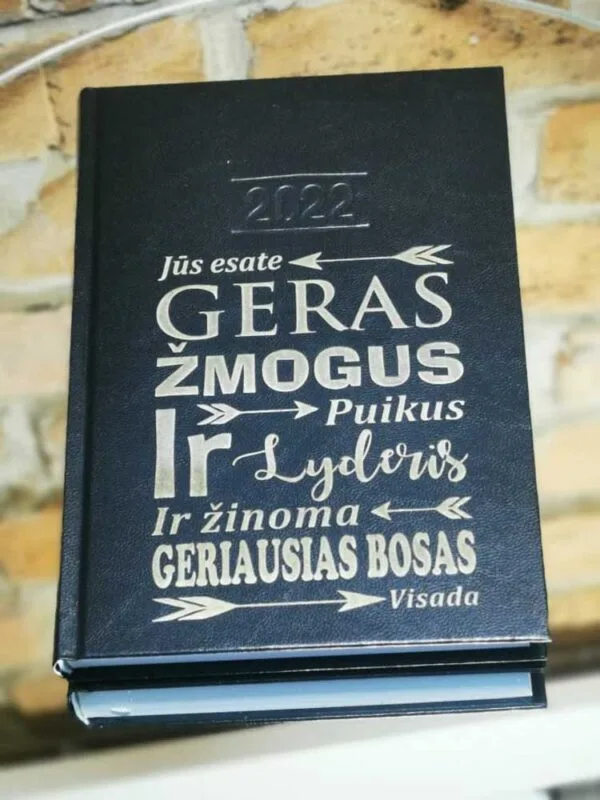 2022
Jūs esate
GERAS
ŽMOGUS
Ir Puikus
Lyderis
Ir žinoma
GERIAUSIAS BOSAS
Visada